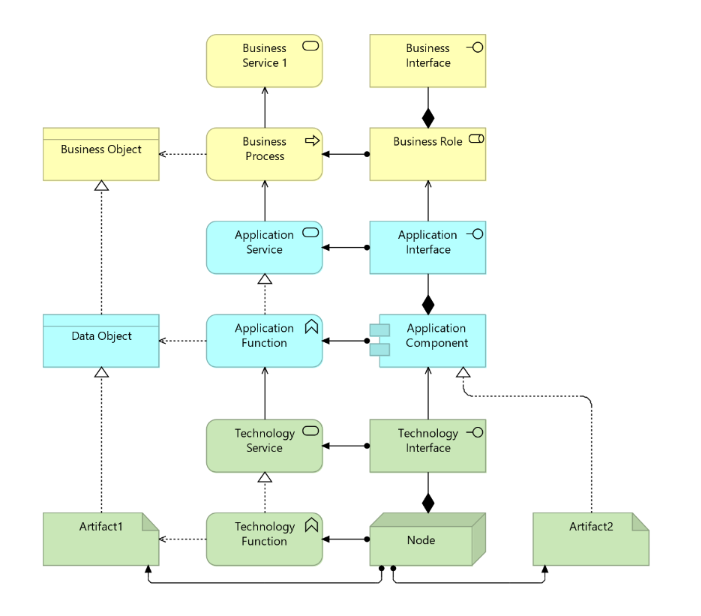 Business
Service 1
Business
Interface
Business Object
Business
Process
Business Role
Application
Service
Application
Interface
Data Object
Application
Function
Application
Component
Technology
Service
Technology
Interface
Artifact1
Technology
Function
Node
Artifact2